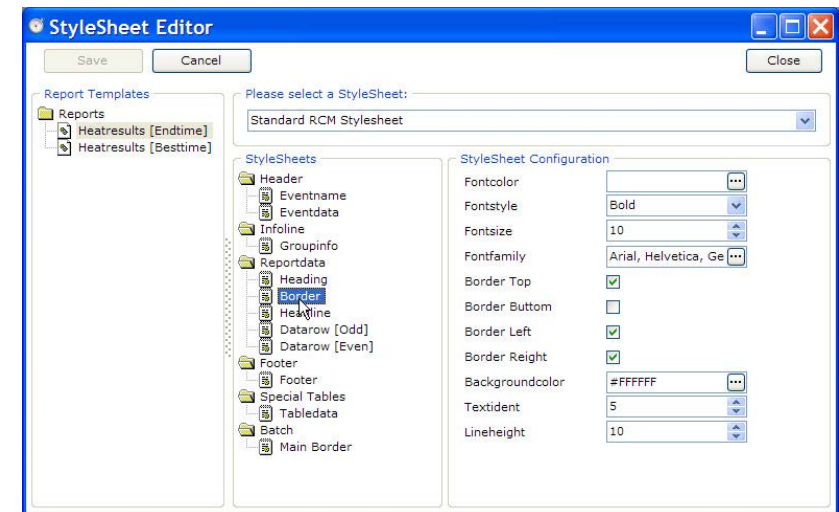 StyleSheet Editor
Save Cancel Close
Report Templates
Reports
Heatresults [Endtime]
Heatresults [Besttime]
Please select a StyleSheet:
Standard RCM Stylesheet
StyleSheets
Header
Eventname
Eventdata
Infoline
Groupinfo
Reportdata
Heading
Border
Headline
Datarow [Odd]
Datarow [Even]
Footer
Footer
Special Tables
Tabledata
Batch
Main Border
StyleSheet Configuration
Fontcolor
Fontstyle Bold
Fontsize 10
Fontfamily Arial, Helvetica, Ge
Border Top
Border Buttom
Border Left
Border Reight
Backgroundcolor #FFFFFF
Textident 5
Lineheight 10